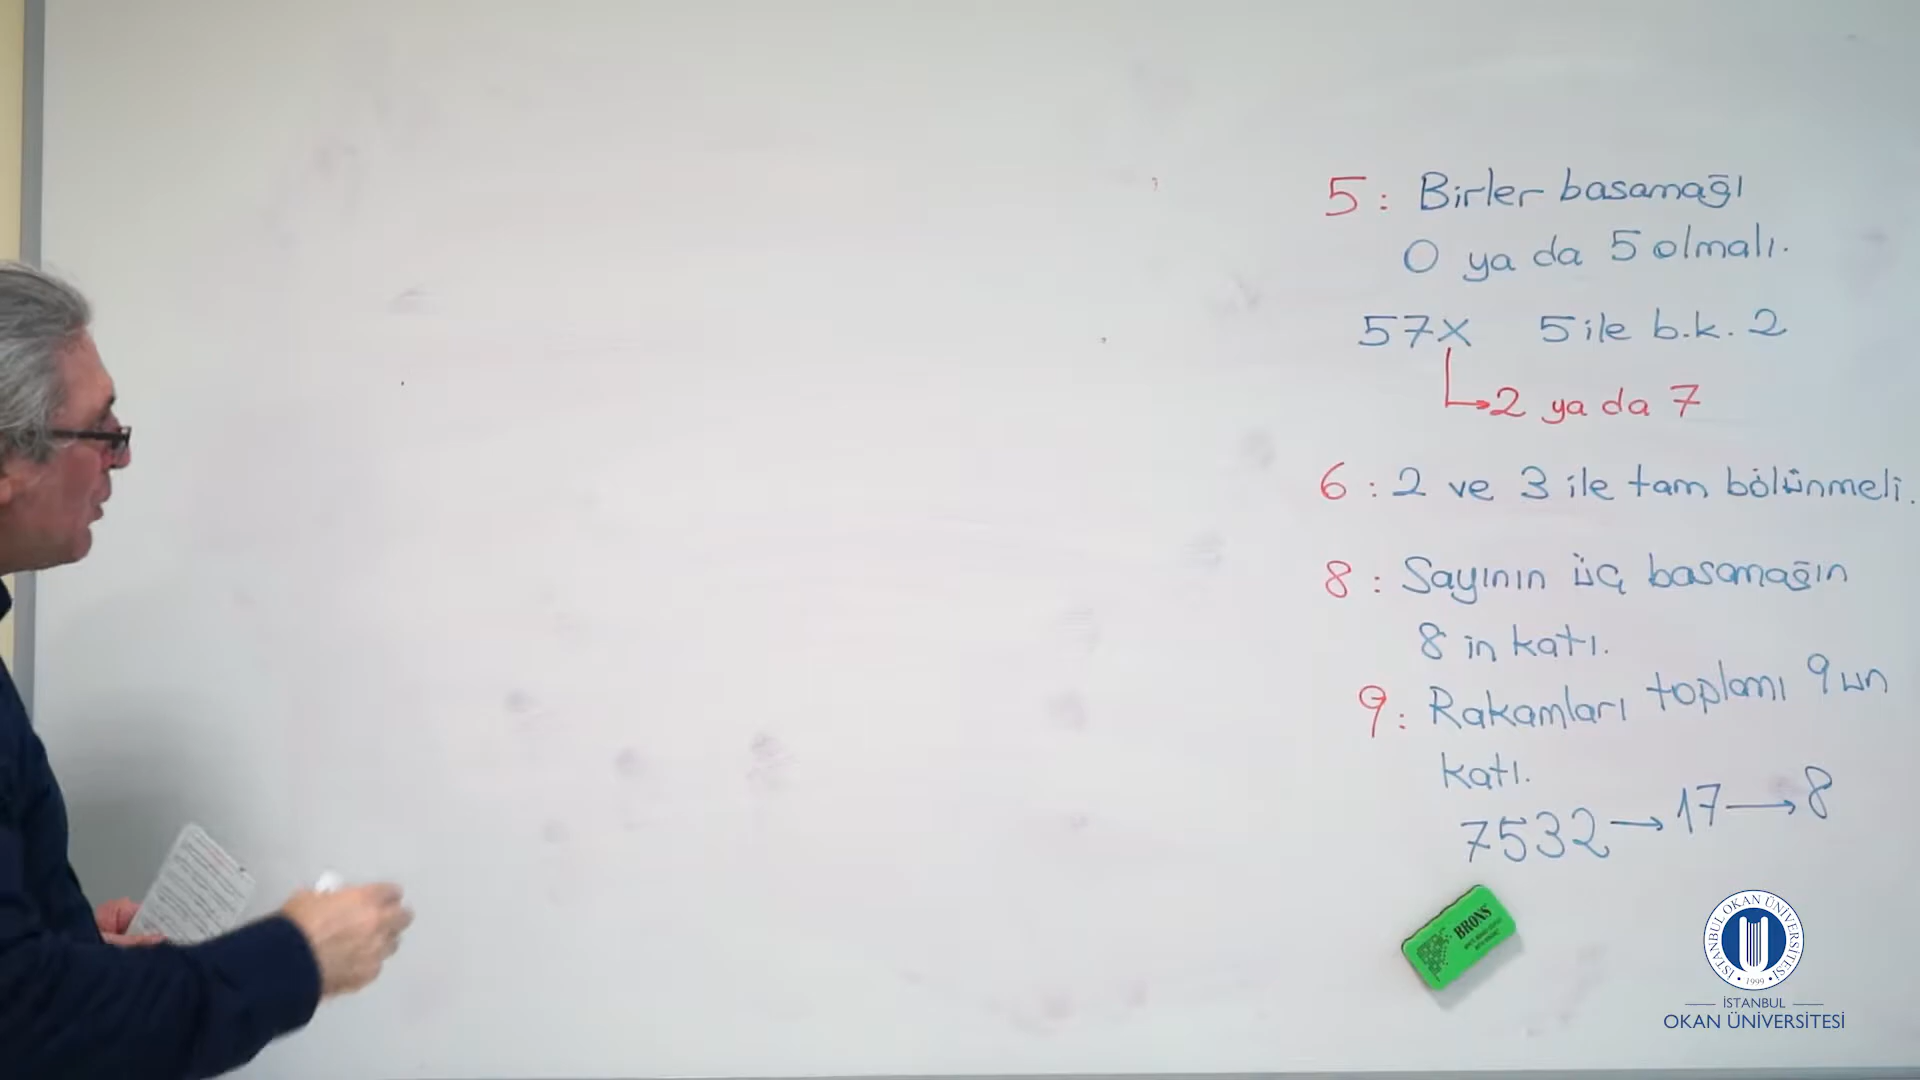 5 : Birler basamağı
0 ya da 5 olmalı.
57X 5 ile b.k. 2
→2 ya da 7
6 : 2 ve 3 ile tam bölünmeli.
8 : Sayının üç basamağın
8 in katı.
9 : Rakamları toplamı 9 un
katı.
7532→17→8
BRONS
İSTANBUL OKAN ÜNİVERSİTESİ
1999
İSTANBUL
OKAN ÜNİVERSİTESİ